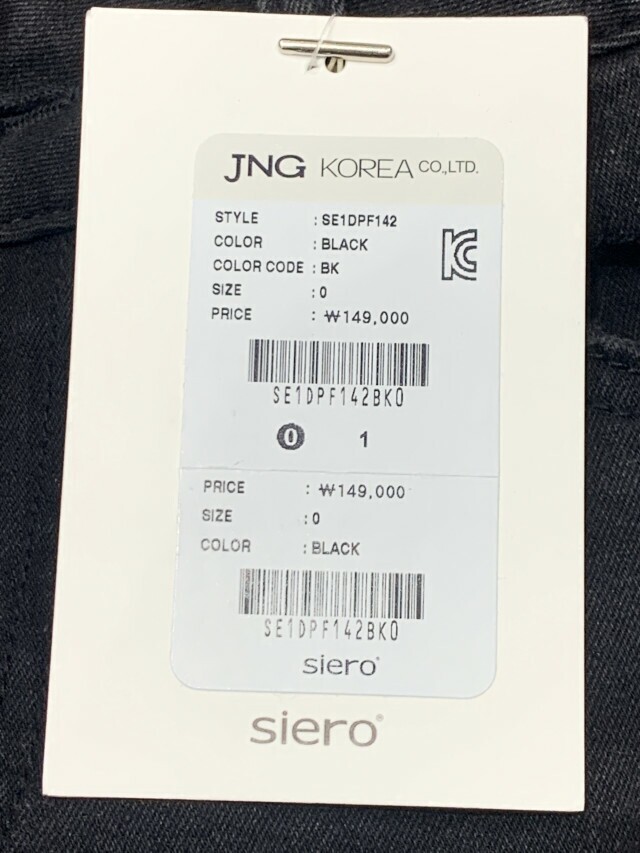 JNG KOREA CO.,LTD.
STYLE : SE1DPF142
COLOR : BLACK
COLOR CODE : BK
SIZE : 0
PRICE : ₩149,000
SE1DPF142BK0
0 1
PRICE : ₩149,000
SIZE : 0
COLOR : BLACK
SE1DPF142BK0
siero®
siero®